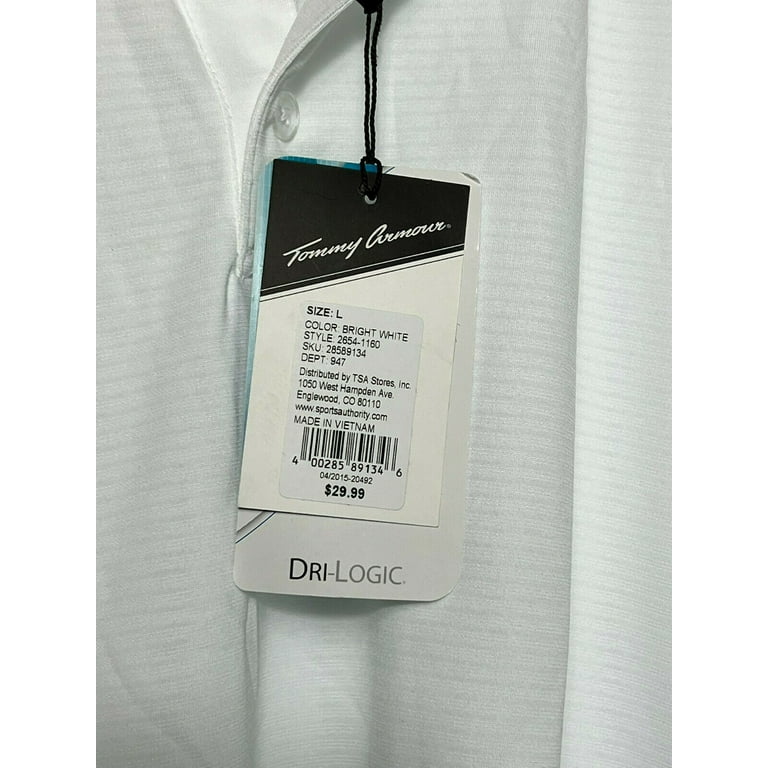 Tommy Armour®
SIZE: L
COLOR: BRIGHT WHITE
STYLE: 2654-1160
SKU: 28589134
DEPT: 947
Distributed by TSA Stores, Inc.
1050 West Hampden Ave.
Englewood, CO 80110
www.sportsauthority.com
MADE IN VIETNAM
4 00285 89134 6
04/2015-20492
$29.99
DRI-LOGIC®